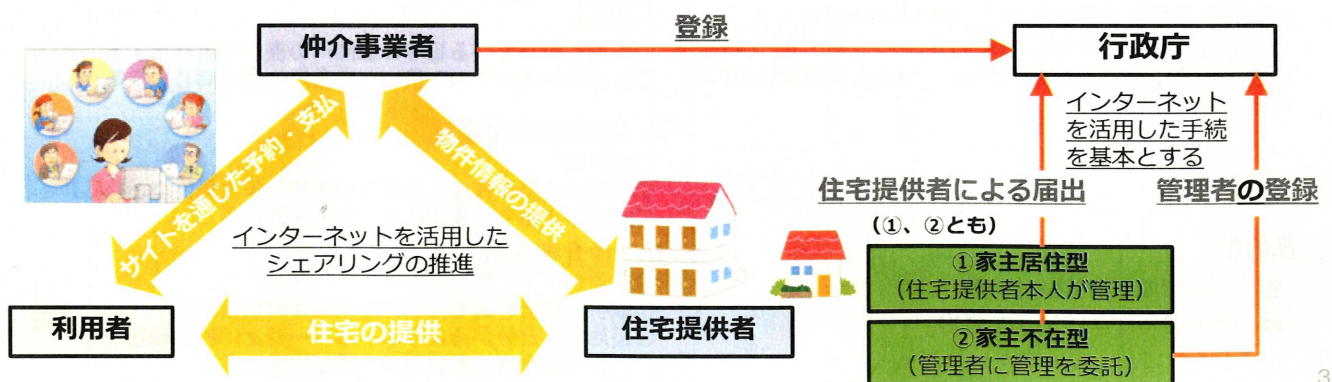 登録
仲介事業者
行政庁
サイトを通じた予約・支払
物件情報の提供
インターネット
を活用した手続
を基本とする
住宅提供者による届出
(①、②とも)
管理者の登録
インターネットを活用した
シェアリングの推進
①家主居住型
(住宅提供者本人が管理)
利用者
住宅の提供
住宅提供者
②家主不在型
(管理者に管理を委託)
3